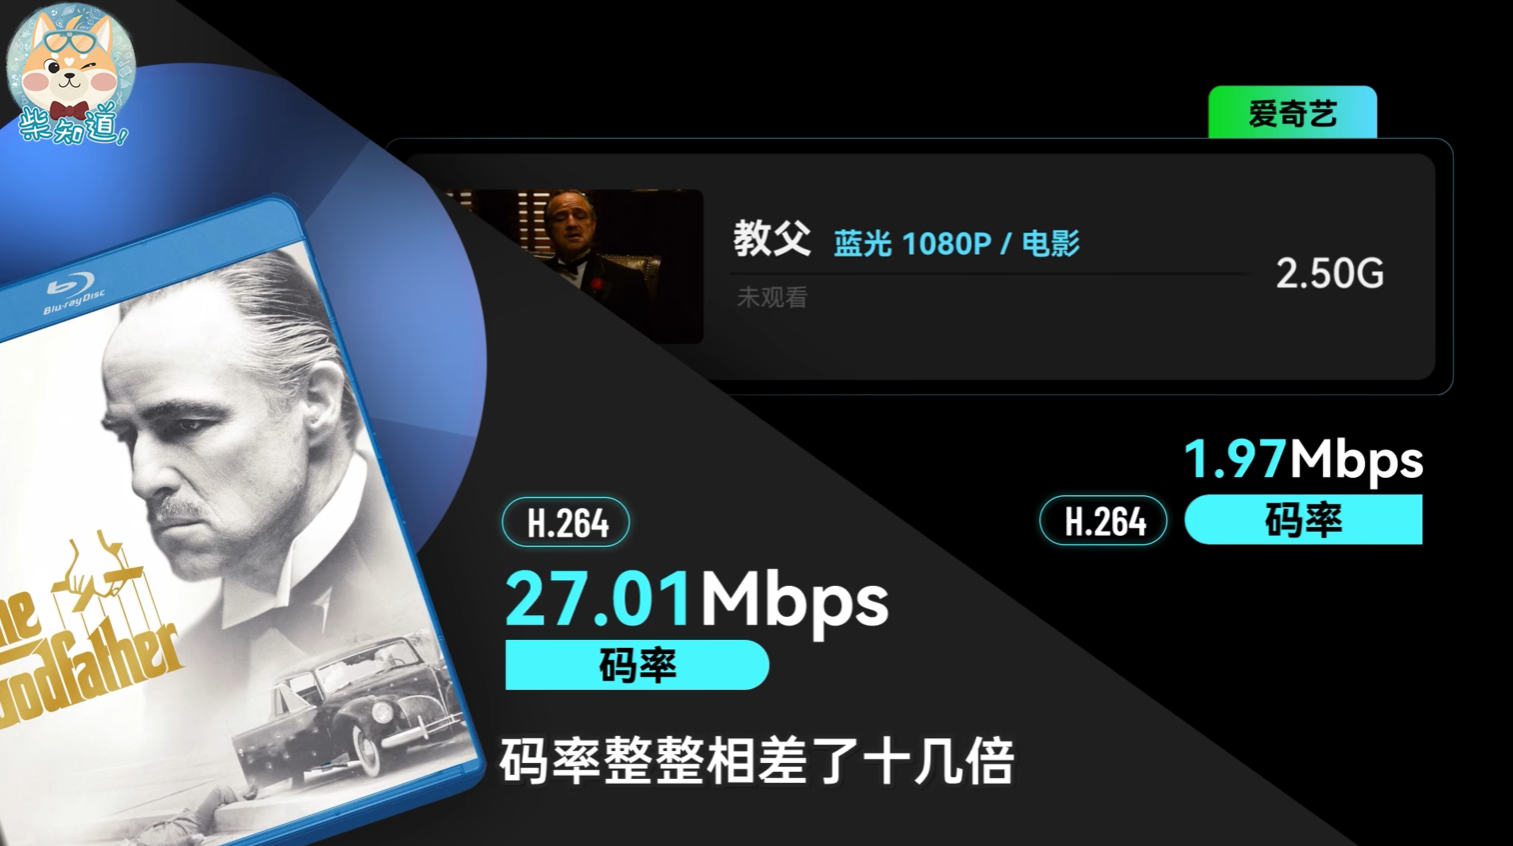 柴知道!
爱奇艺
教父 蓝光 1080P / 电影
未观看
2.50G
1.97Mbps
H.264 码率
Blu-ray Disc
H.264
27.01Mbps
码率
he
odfather
码率整整相差了十几倍